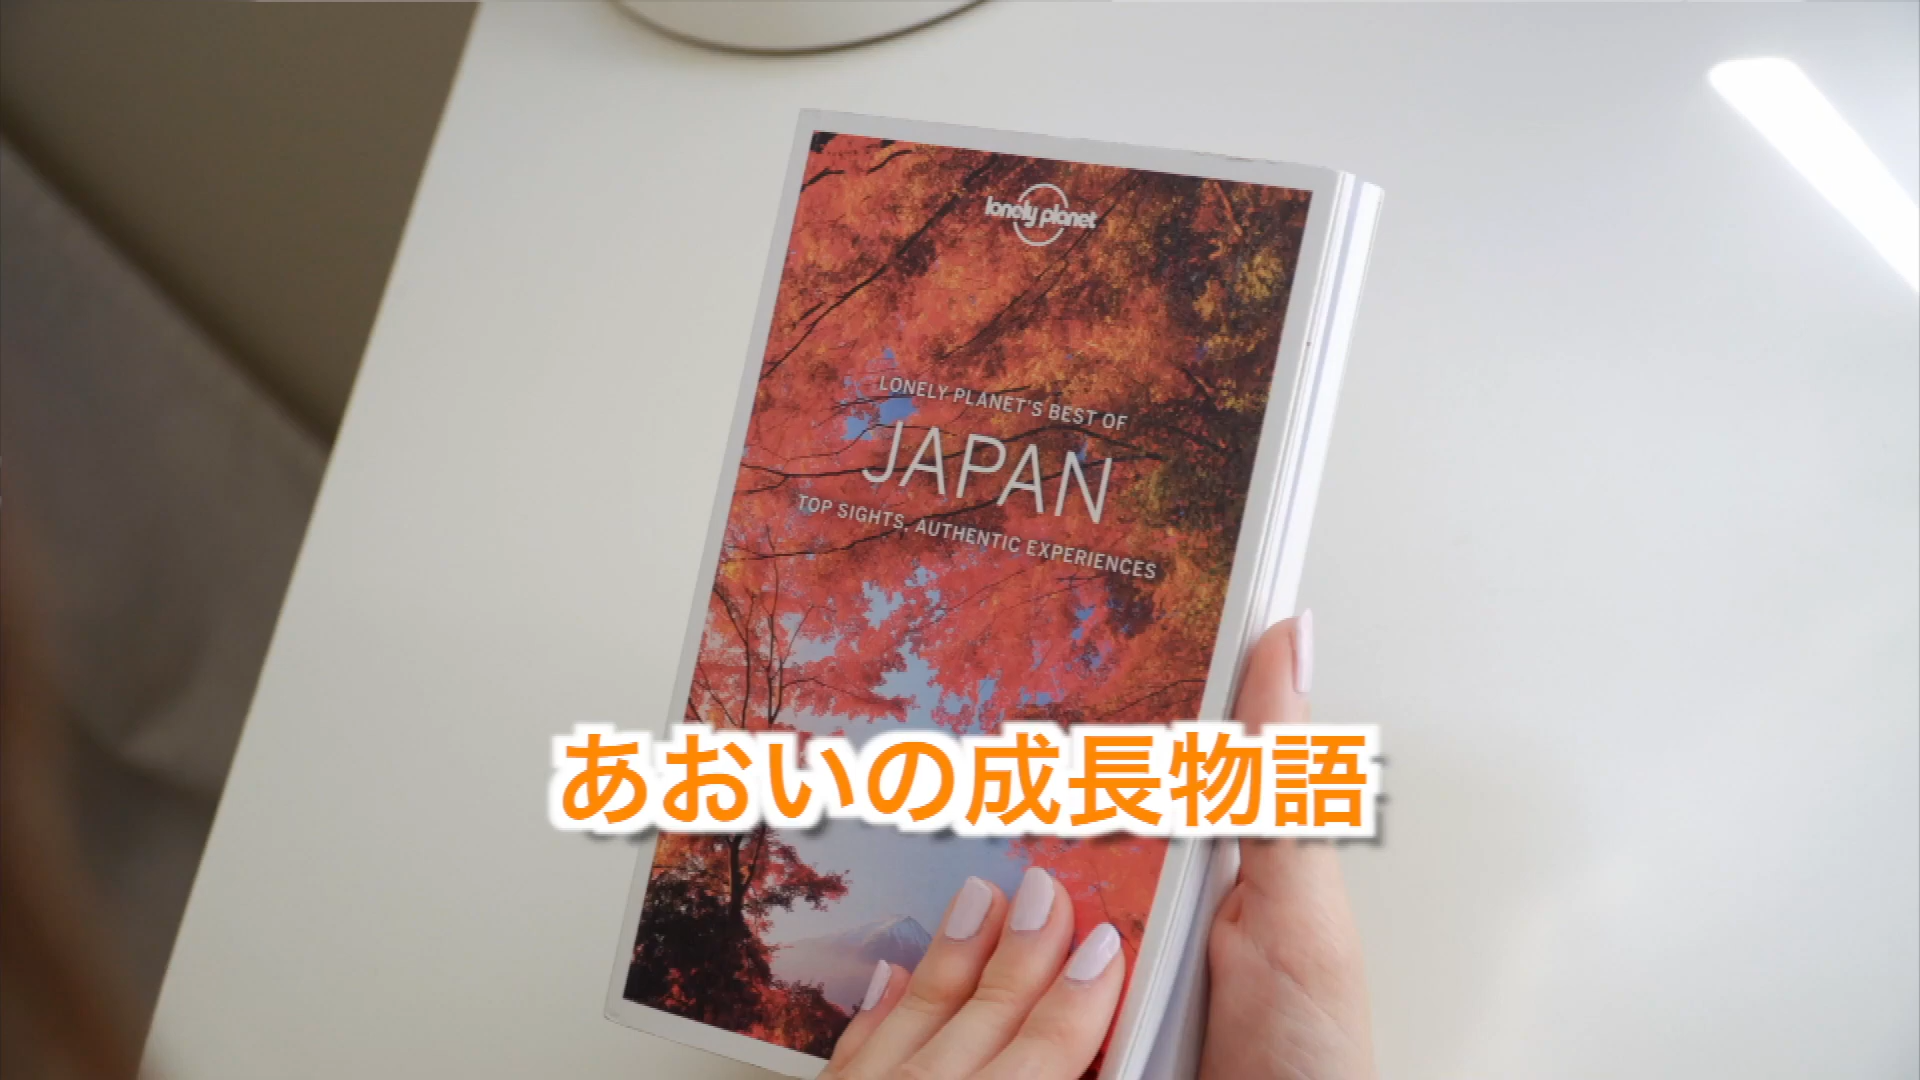 lonely planet
LONELY PLANET'S BEST OF
JAPAN
TOP SIGHTS, AUTHENTIC EXPERIENCES
あおいの成長物語